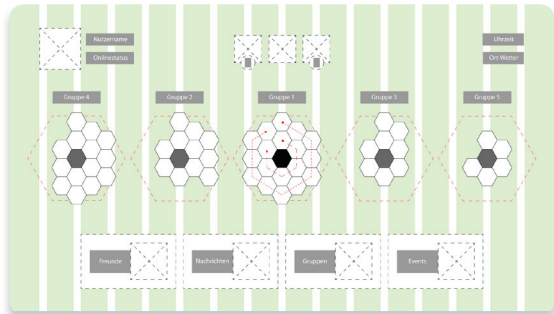 Nutzername
Onlinestatus
Uhrzeit
Ort Wetter
Gruppe 4
Gruppe 2
Gruppe 1
Gruppe 3
Gruppe 5
Freunde
Nachrichten
Gruppen
Events